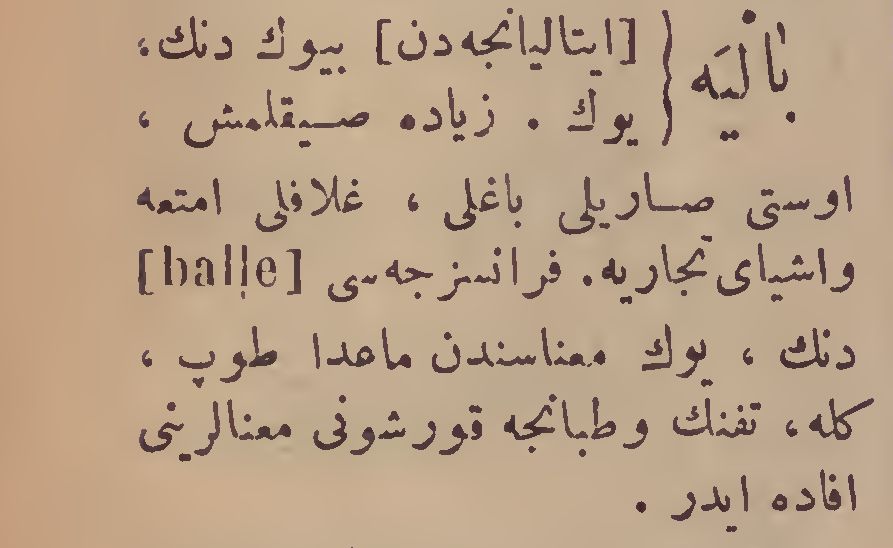 بالیه { [ایتالیانجه‌دن] بیوك دنك،
یوك . زیاده صیقلمش ،
اوستی صاریلی باغلی ، غلافلی امتعه
واشیای تجاریه. فرانسزجه‌سی [balle]
دنك ، یوك معناسندن ماعدا طوپ ،
كله، تفنك وطبانجه قورشونی معنالرینی
افاده ایدر .